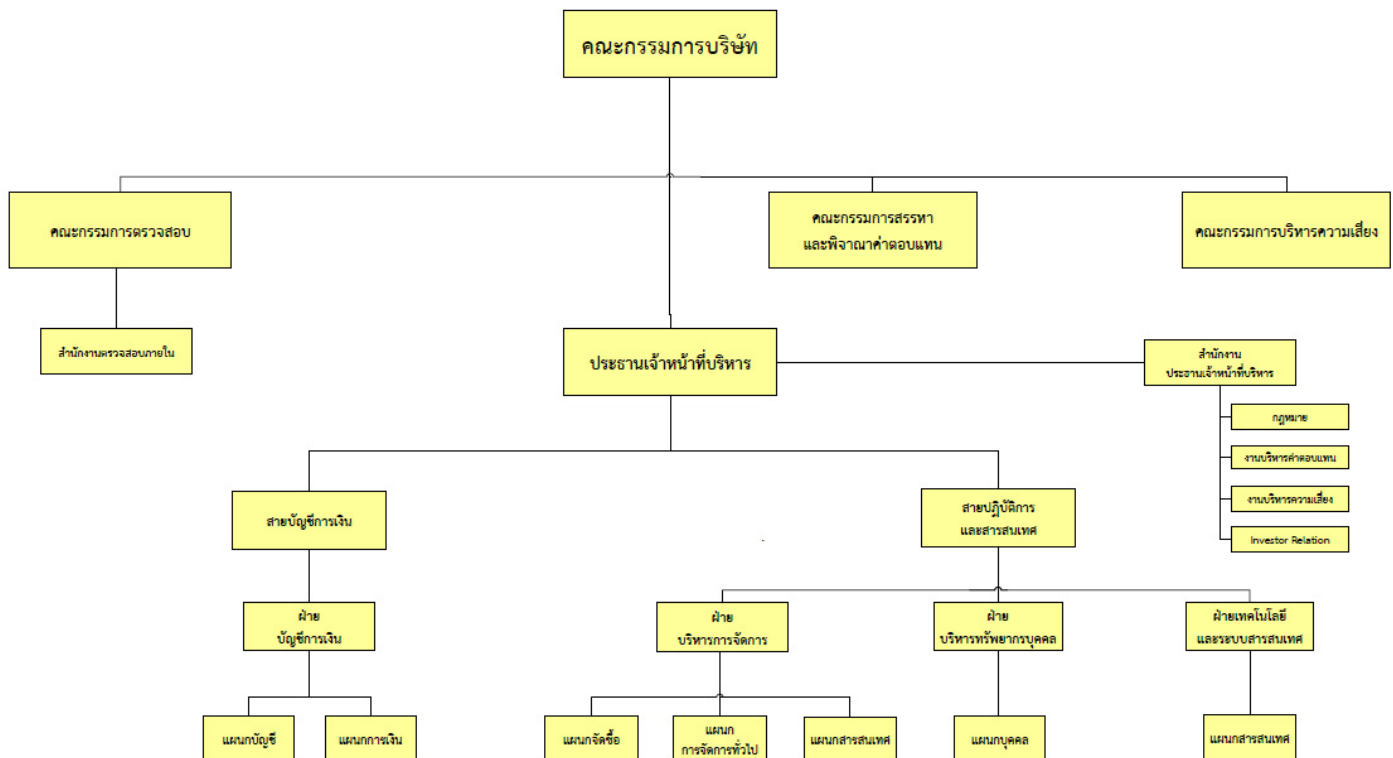 คณะกรรมการบริษัท
คณะกรรมการตรวจสอบ
คณะกรรมการสรรหา
และพิจาณาค่าตอบแทน
คณะกรรมการบริหารความเสี่ยง
สำนักงานตรวจสอบภายใน
ประธานเจ้าหน้าที่บริหาร
สำนักงาน
ประธานเจ้าหน้าที่บริหาร
กฎหมาย
งานบริหารค่าตอบแทน
งานบริหารความเสี่ยง
Investor Relation
สายบัญชีการเงิน
สายปฏิบัติการ
และสารสนเทศ
ฝ่าย
บัญชีการเงิน
ฝ่าย
บริหารการจัดการ
ฝ่าย
บริหารทรัพยากรบุคคล
ฝ่ายเทคโนโลยี
และระบบสารสนเทศ
แผนกบัญชี
แผนกการเงิน
แผนกจัดซื้อ
แผนก
การจัดการทั่วไป
แผนกสารสนเทศ
แผนกบุคคล
แผนกสารสนเทศ